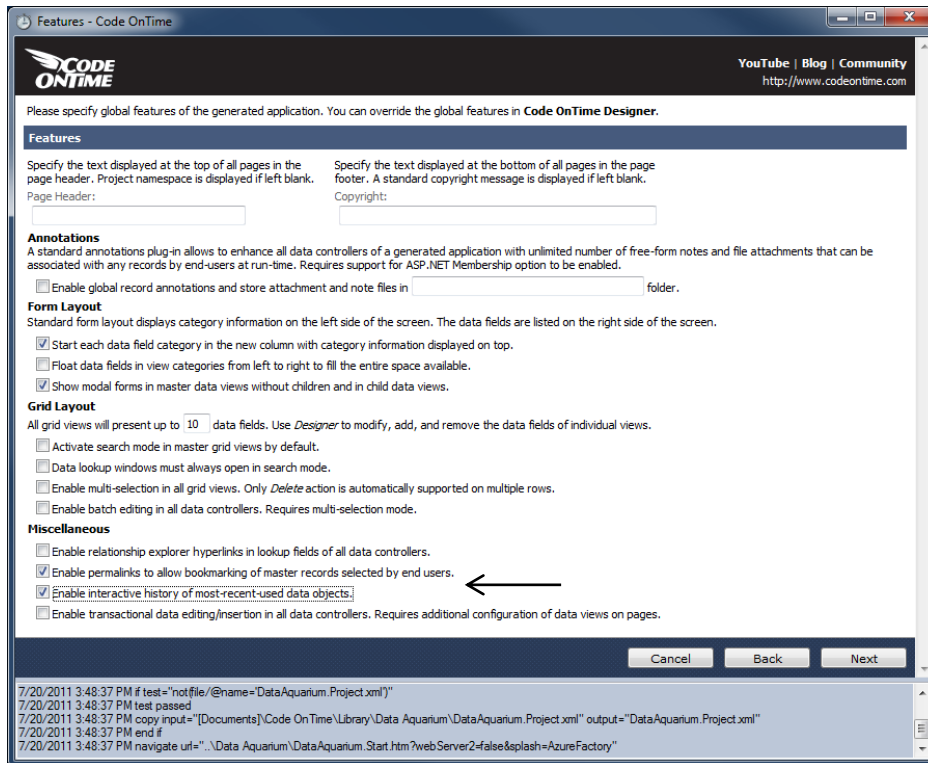 Features - Code OnTime
CODE
ONTIME
YouTube | Blog | Community
http://www.codeontime.com
Please specify global features of the generated application. You can override the global features in Code OnTime Designer.
Features
Specify the text displayed at the top of all pages in the
page header. Project namespace is displayed if left blank.
Page Header:
Specify the text displayed at the bottom of all pages in the page
footer. A standard copyright message is displayed if left blank.
Copyright:
Annotations
A standard annotations plug-in allows to enhance all data controllers of a generated application with unlimited number of free-form notes and file attachments that can be
associated with any records by end-users at run-time. Requires support for ASP.NET Membership option to be enabled.
Enable global record annotations and store attachment and note files in folder.
Form Layout
Standard form layout displays category information on the left side of the screen. The data fields are listed on the right side of the screen.
Start each data field category in the new column with category information displayed on top.
Float data fields in view categories from left to right to fill the entire space available.
Show modal forms in master data views without children and in child data views.
Grid Layout
All grid views will present up to 10 data fields. Use Designer to modify, add, and remove the data fields of individual views.
Activate search mode in master grid views by default.
Data lookup windows must always open in search mode.
Enable multi-selection in all grid views. Only Delete action is automatically supported on multiple rows.
Enable batch editing in all data controllers. Requires multi-selection mode.
Miscellaneous
Enable relationship explorer hyperlinks in lookup fields of all data controllers.
Enable permalinks to allow bookmarking of master records selected by end users.
Enable interactive history of most-recent-used data objects.
Enable transactional data editing/insertion in all data controllers. Requires additional configuration of data views on pages.
Cancel
Back
Next
7/20/2011 3:48:37 PM if test="not(file/@name='DataAquarium.Project.xml')"
7/20/2011 3:48:37 PM test passed
7/20/2011 3:48:37 PM copy input="[Documents]\Code OnTime\Library\Data Aquarium\DataAquarium.Project.xml" output="DataAquarium.Project.xml"
7/20/2011 3:48:37 PM end if
7/20/2011 3:48:37 PM navigate url="..\Data Aquarium\DataAquarium.Start.htm?webServer2=false&splash=AzureFactory"